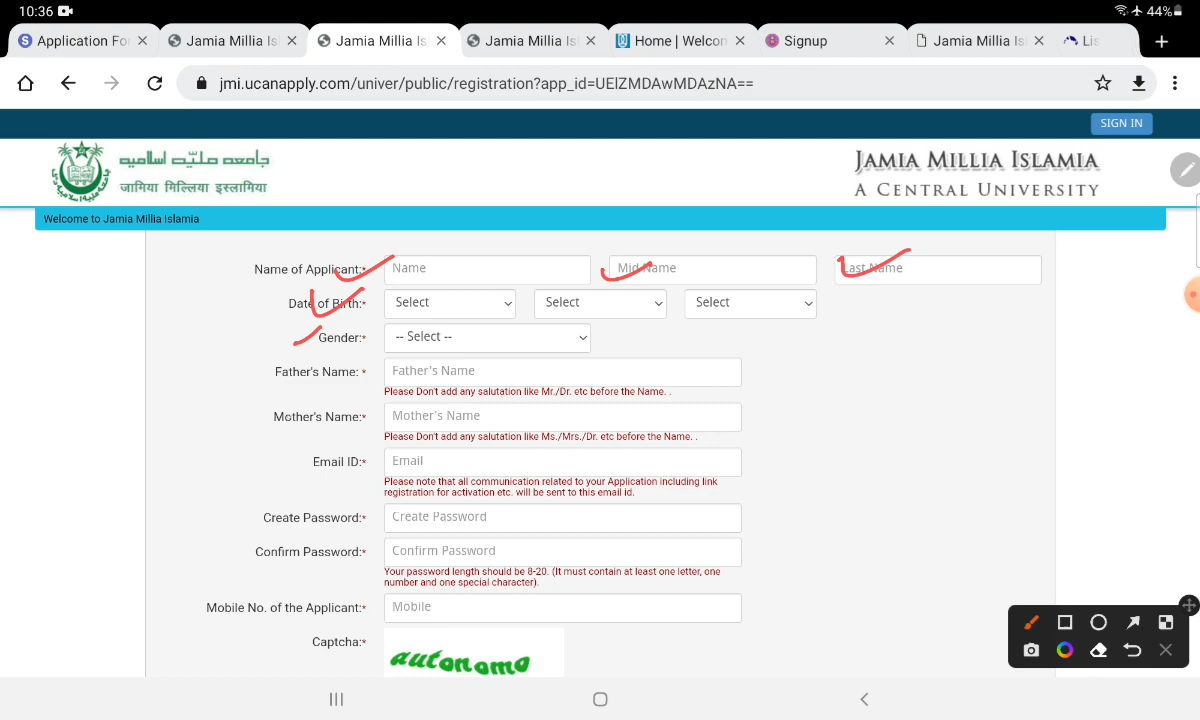 10:36 44%
Application Fo Jamia Millia Is Jamia Millia Is Jamia Millia Is Home | Welcon Signup Jamia Millia Is Lis
jmi.ucanapply.com/univer/public/registration?app_id=UElZMDAwMDAzNA==
SIGN IN
جامعہ ملیہ اسلامیہ
जामिया मिल्लिया इस्लामिया
JAMIA MILLIA ISLAMIA
A CENTRAL UNIVERSITY
Welcome to Jamia Millia Islamia
Name of Applicant:* Name Mid Name Last Name
Date of Birth:* Select Select Select
Gender:* -- Select --
Father's Name: * Father's Name
Please Don't add any salutation like Mr./Dr. etc before the Name. .
Mother's Name:* Mother's Name
Please Don't add any salutation like Ms./Mrs./Dr. etc before the Name. .
Email ID:* Email
Please note that all communication related to your Application including link
registration for activation etc. will be sent to this email id.
Create Password:* Create Password
Confirm Password:* Confirm Password
Your password length should be 8-20. (It must contain at least one letter, one
number and one special character).
Mobile No. of the Applicant:* Mobile
Captcha:* autonomo